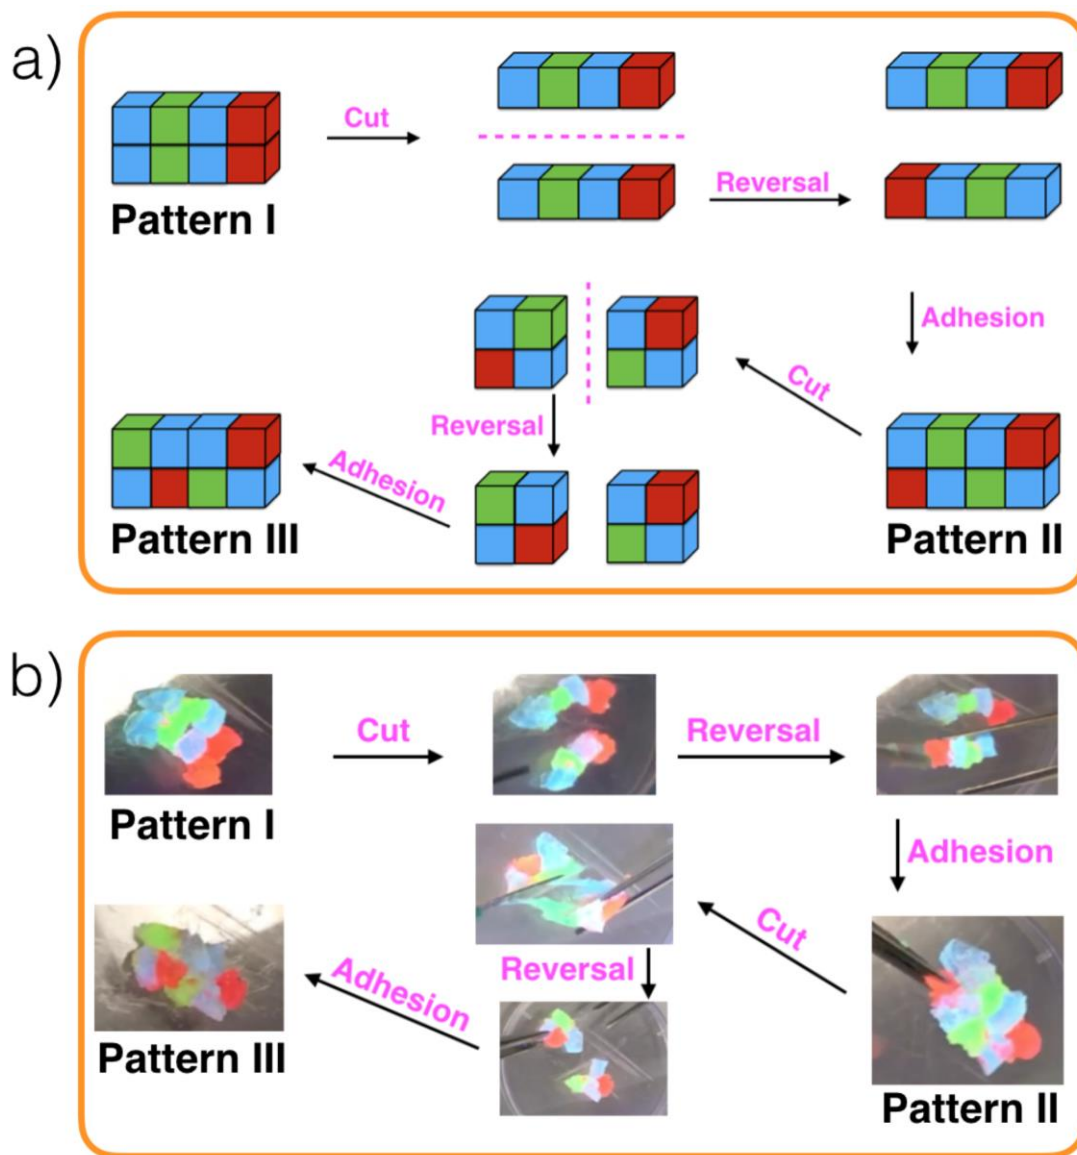 a)
Cut
Reversal
Pattern I
Adhesion
Cut
Reversal
Adhesion
Pattern III
Pattern II
b)
Cut
Reversal
Pattern I
Adhesion
Cut
Reversal
Adhesion
Pattern III
Pattern II